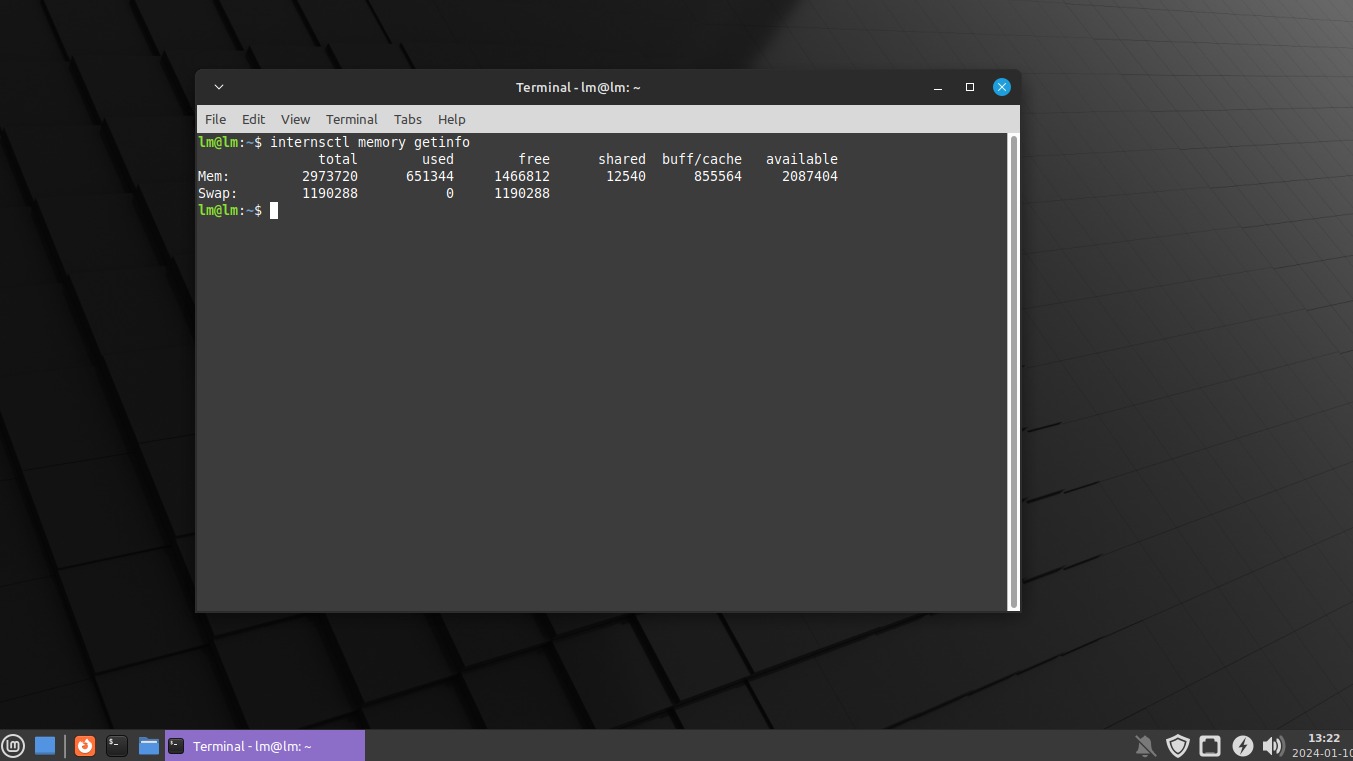 Terminal - lm@lm: ~
File Edit View Terminal Tabs Help
lm@lm:~$ internsctl memory getinfo
total used free shared buff/cache available
Mem: 2973720 651344 1466812 12540 855564 2087404
Swap: 1190288 0 1190288
lm@lm:~$
Terminal - lm@lm: ~
13:22
2024-01-10